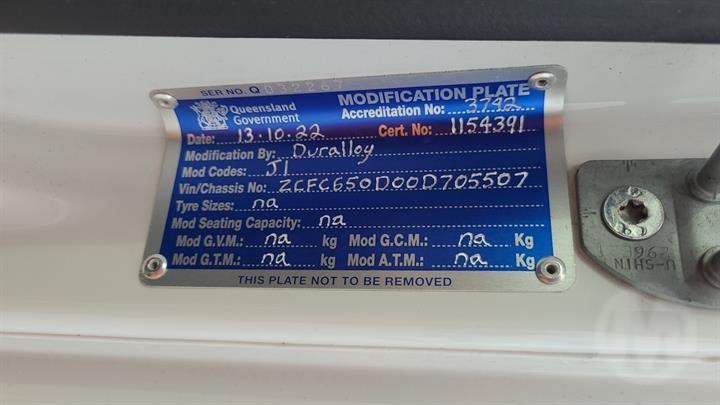 SER NO. Q 032267
Queensland Government
MODIFICATION PLATE
Accreditation No: 3792
Date: 13.10.22 Cert. No: 1154391
Modification By: Duralloy
Mod Codes: J1
Vin/Chassis No: ZCFC650D00D705507
Tyre Sizes: na
Mod Seating Capacity: na
Mod G.V.M.: na kg Mod G.C.M.: na Kg
Mod G.T.M.: na kg Mod A.T.M.: na Kg
THIS PLATE NOT TO BE REMOVED
U-SHIN